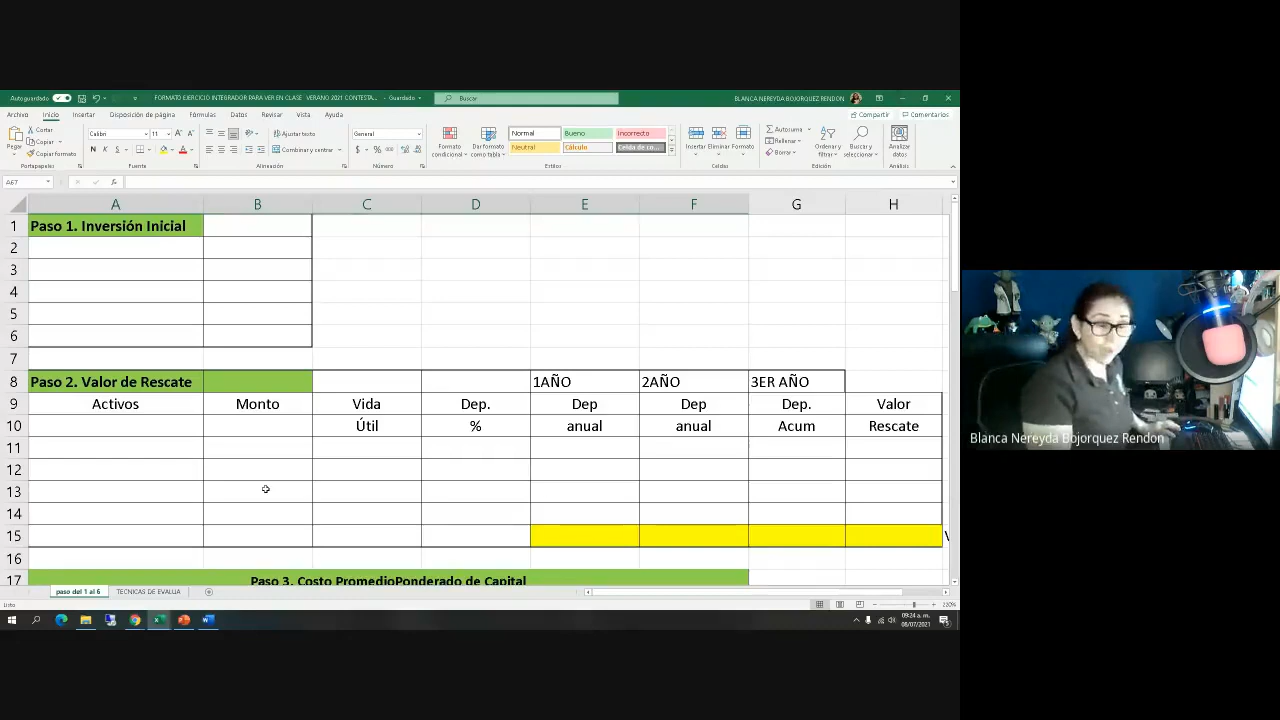 Autoguardado
FORMATO EJERCICIO INTEGRADOR PARA VER EN CLASE VERANO 2021 CONTESTA... - Guardado
Buscar
BLANCA NEREYDA BOJORQUEZ RENDON
Archivo Inicio Insertar Disposición de página Fórmulas Datos Revisar Vista Ayuda
Compartir Comentarios
Pegar
Cortar
Copiar
Copiar formato
Portapapeles
Calibri 11
N K S
Fuente
Ajustar texto
Combinar y centrar
Alineación
General
$ %
Número
Formato condicional
Dar formato como tabla
Normal Bueno Incorrecto
Neutral Cálculo Celda de co...
Estilos
Insertar Eliminar Formato
Celdas
Autosuma
Rellenar
Borrar
Ordenar y filtrar
Buscar y seleccionar
Edición
Analizar datos
Análisis
A67
A B C D E F G H
1 Paso 1. Inversión Inicial
2
3
4
5
6
7
8 Paso 2. Valor de Rescate 1AÑO 2AÑO 3ER AÑO
9 Activos Monto Vida Dep. Dep Dep Dep. Valor
10 Útil % anual anual Acum Rescate
11
12
13
14
15
16
17 Paso 3. Costo PromedioPonderado de Capital
paso del 1 al 6 TECNICAS DE EVALUA
Listo
220%
09:24 a. m.
08/07/2021
Blanca Nereyda Bojorquez Rendon